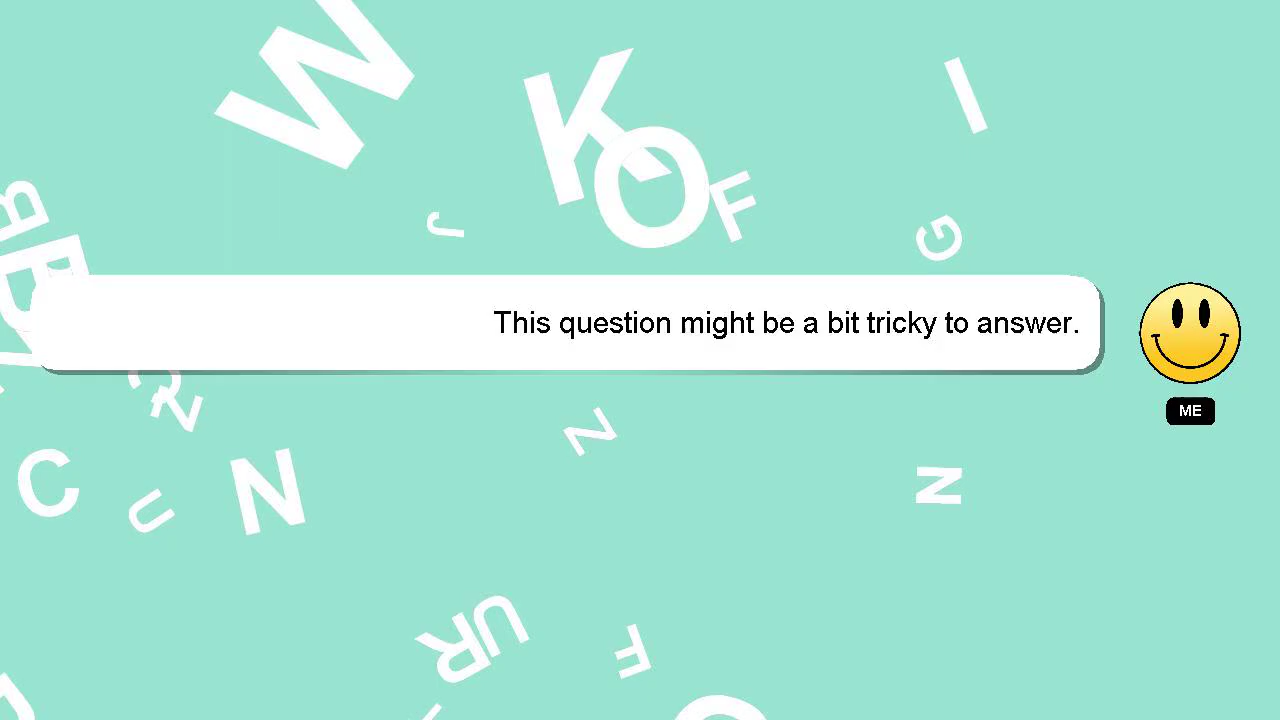 W
K
I
O
F
J
G
This question might be a bit tricky to answer.
ME
Z
C
N
N
U
Z
U
R
F